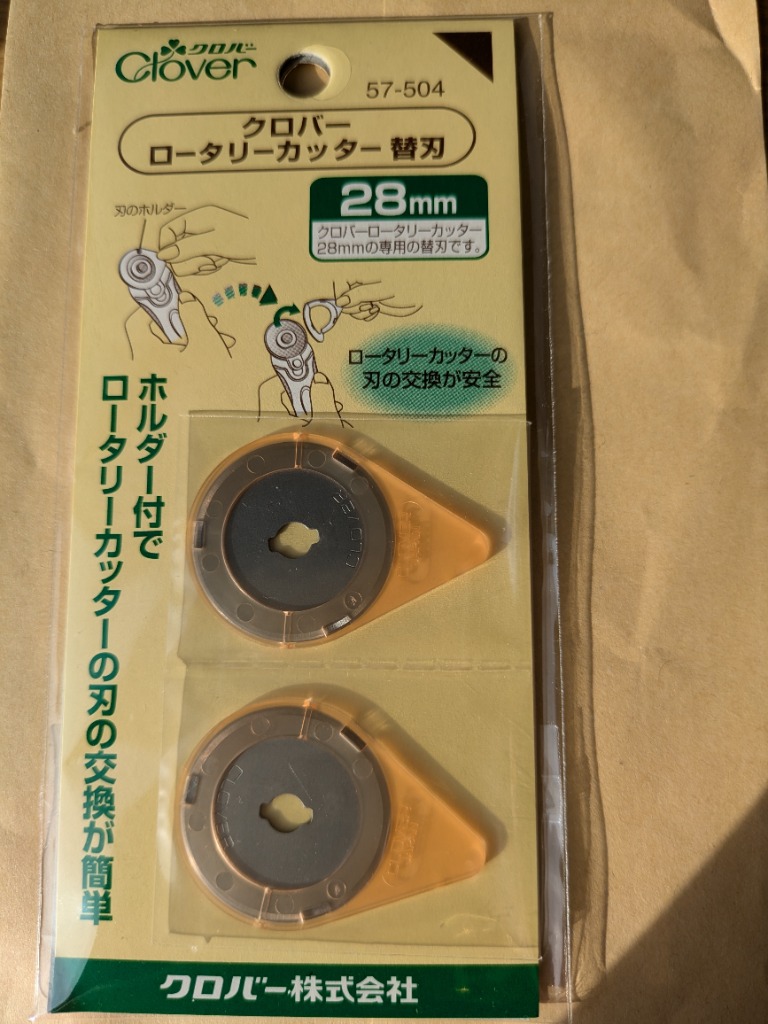 クロバー
Clover
57-504
クロバー
ロータリーカッター 替刃
28mm
クロバーロータリーカッター
28mmの専用の替刃です。
刃のホルダー
ロータリーカッターの
刃の交換が安全
ホルダー付で
ロータリーカッターの刃の交換が簡単
CLOVER
CLOVER
クロバー株式会社